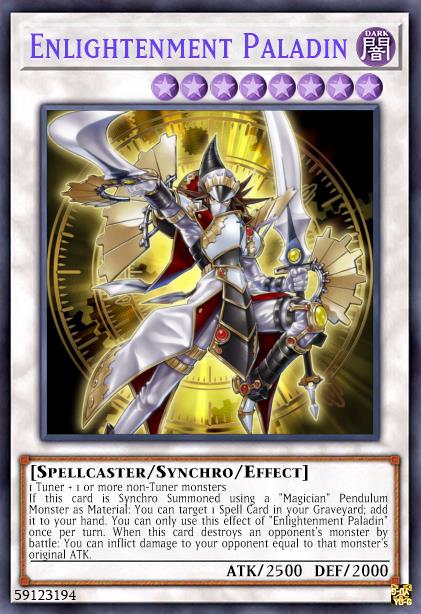 Enlightenment Paladin
DARK
闇
[Spellcaster/Synchro/Effect]
1 Tuner + 1 or more non-Tuner monsters
If this card is Synchro Summoned using a "Magician" Pendulum
Monster as Material: You can target 1 Spell Card in your Graveyard; add
it to your hand. You can only use this effect of "Enlightenment Paladin"
once per turn. When this card destroys an opponent's monster by
battle: You can inflict damage to your opponent equal to that monster's
original ATK.
ATK/2500 DEF/2000
59123194